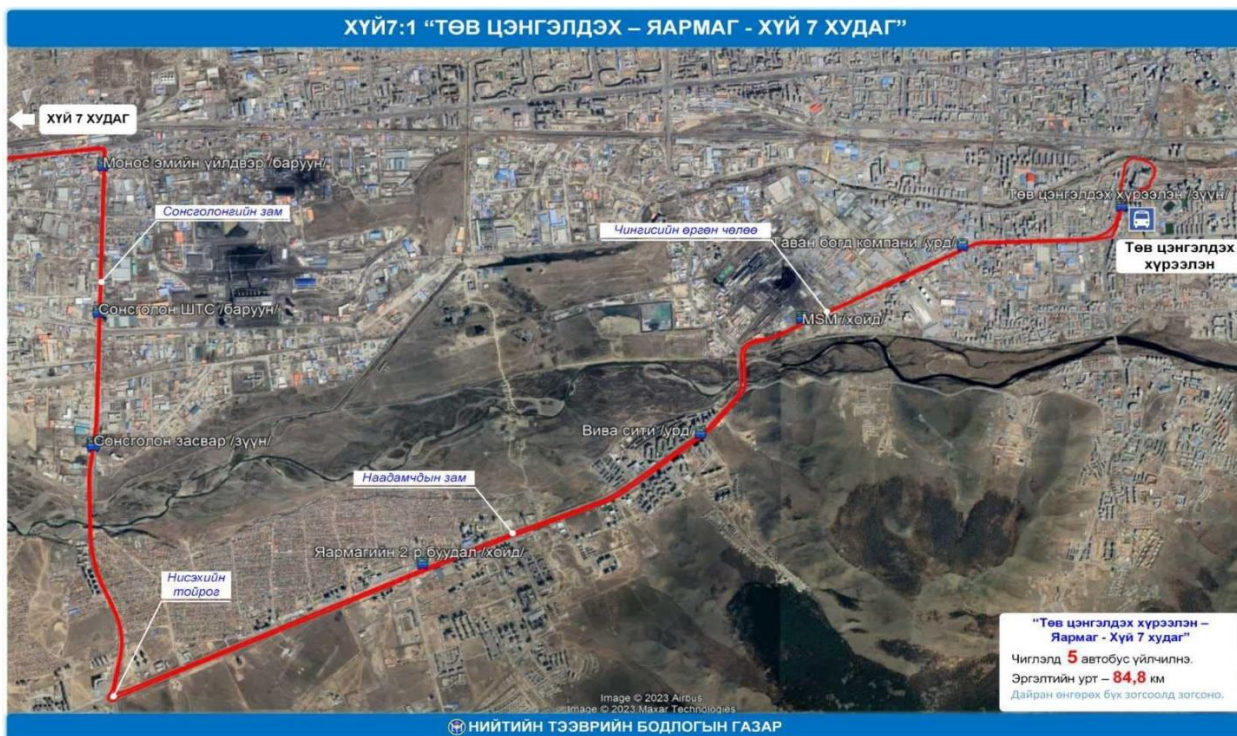 ХҮЙ7:1 “ТӨВ ЦЭНГЭЛДЭХ – ЯАРМАГ - ХҮЙ 7 ХУДАГ”
ХҮЙ 7 ХУДАГ
Монос эмийн үйлдвэр /баруун/
Төв цэнгэлдэх хүрээлэн /зүүн/
Сонсголонгийн зам
Чингисийн өргөн чөлөө
Таван богд компани /урд/
Төв цэнгэлдэх
хүрээлэн
Сонсголон ШТС /баруун/
MSM /хойд/
Вива сити /урд/
Сонсголон засвар /зүүн/
Наадамчдын зам
Яармагийн 2-р буудал /хойд/
Нисэхийн
тойрог
“Төв цэнгэлдэх хүрээлэн –
Яармаг - Хүй 7 худаг”
Чиглэлд 5 автобус үйлчилнэ.
Эргэлтийн урт – 84,8 км
Дайран өнгөрөх бүх зогсоолд зогсоно.
Image © 2023 Airbus
Image © 2023 Maxar Technologies
НИЙТИЙН ТЭЭВРИЙН БОДЛОГЫН ГАЗАР